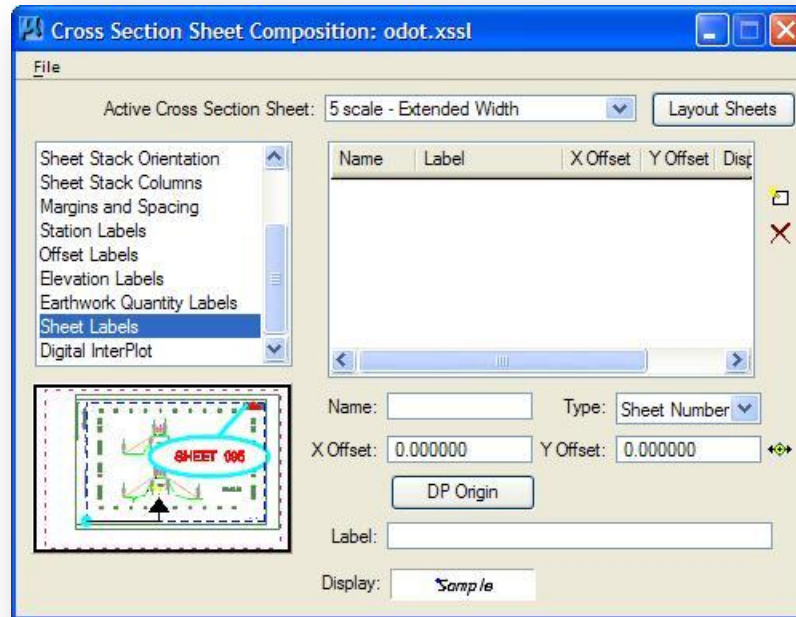 Cross Section Sheet Composition: odot.xssl
File
Active Cross Section Sheet: 5 scale - Extended Width Layout Sheets
Sheet Stack Orientation
Sheet Stack Columns
Margins and Spacing
Station Labels
Offset Labels
Elevation Labels
Earthwork Quantity Labels
Sheet Labels
Digital InterPlot
Name Label X Offset Y Offset Disp
SHEET 095
Name: Type: Sheet Number
X Offset: 0.000000 Y Offset: 0.000000
DP Origin
Label:
Display: Sample